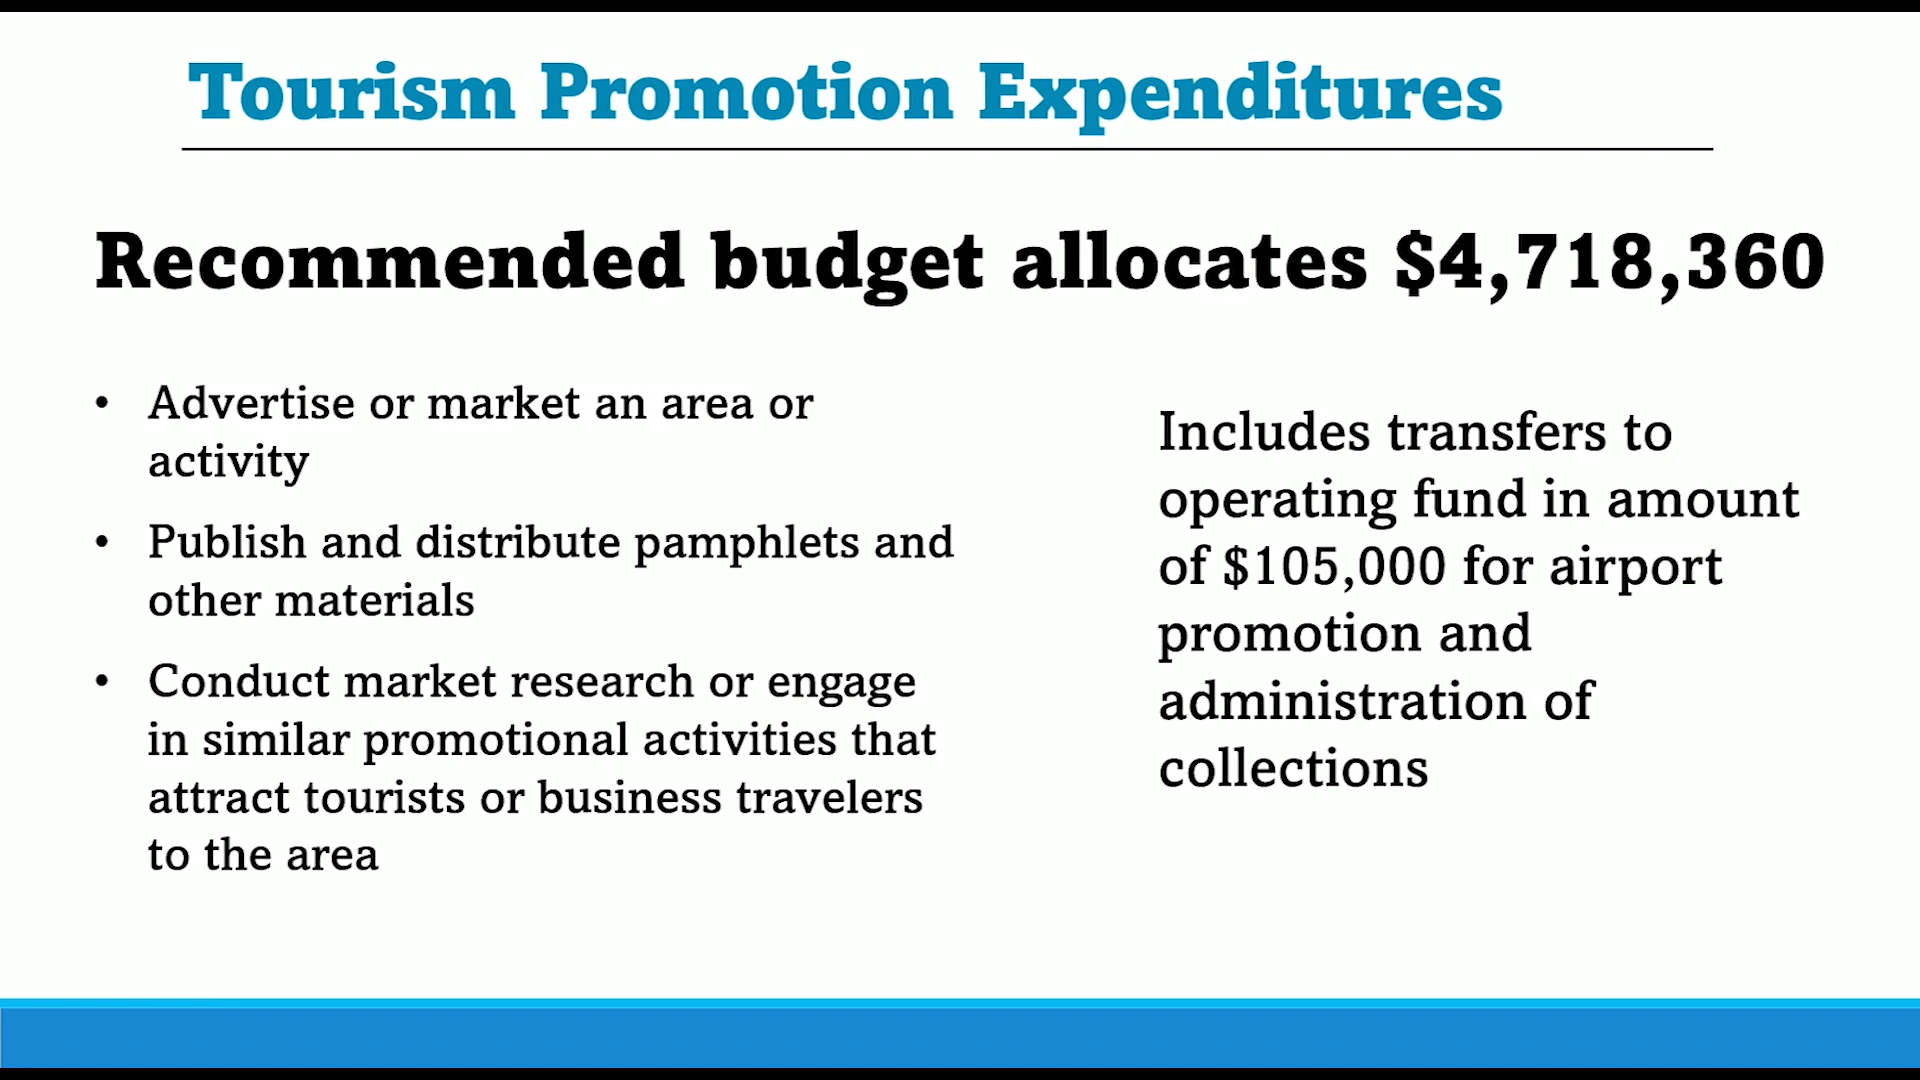 Tourism Promotion Expenditures
Recommended budget allocates $4,718,360
• Advertise or market an area or
activity
• Publish and distribute pamphlets and
other materials
• Conduct market research or engage
in similar promotional activities that
attract tourists or business travelers
to the area
Includes transfers to
operating fund in amount
of $105,000 for airport
promotion and
administration of
collections